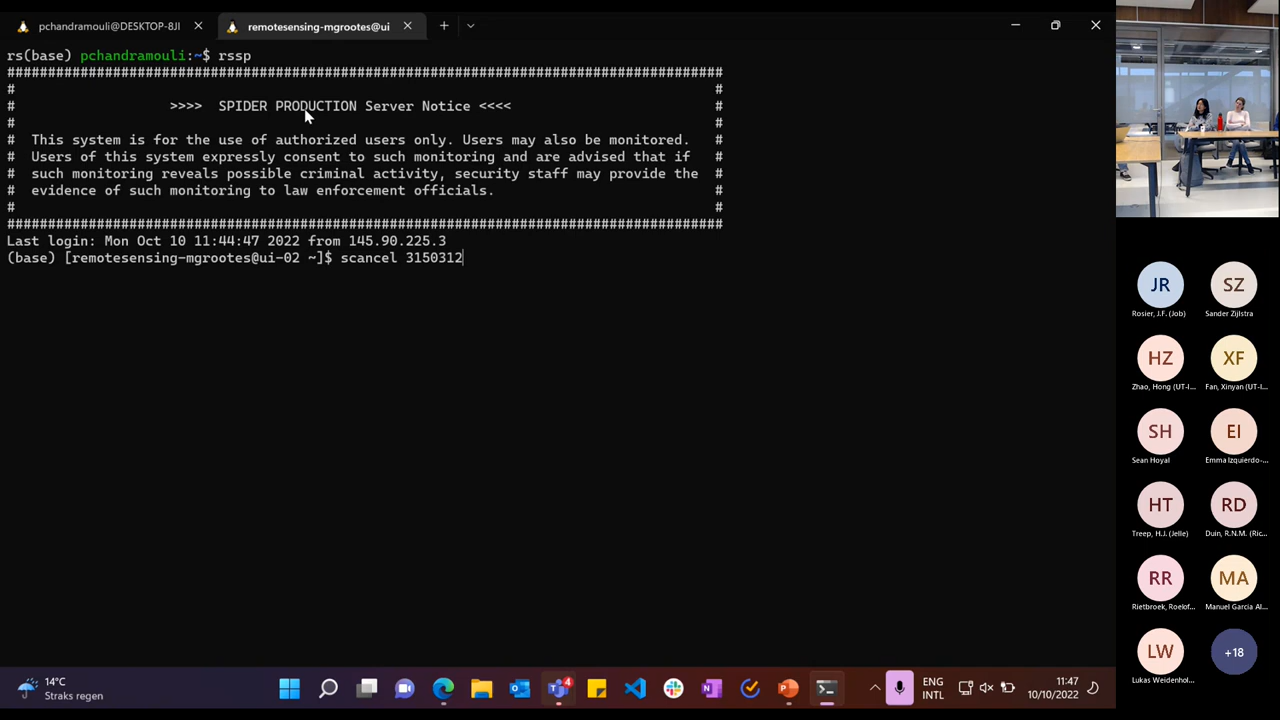 pchandramouli@DESKTOP-8JI
remotesensing-mgrootes@ui
rs(base) pchandramouli:~$ rssp
########################################################################################
# #
# >>>> SPIDER PRODUCTION Server Notice <<<< #
# #
# This system is for the use of authorized users only. Users may also be monitored. #
# Users of this system expressly consent to such monitoring and are advised that if #
# such monitoring reveals possible criminal activity, security staff may provide the #
# evidence of such monitoring to law enforcement officials. #
# #
########################################################################################
Last login: Mon Oct 10 11:44:47 2022 from 145.90.225.3
(base) [remotesensing-mgrootes@ui-02 ~]$ scancel 3150312
JR
SZ
Rosier, J.F. (Job)
Sander Zijlstra
HZ
XF
Zhao, Hong (UT-I...
Fan, Xinyan (UT-I...
SH
EI
Sean Hoyal
Emma Izquierdo-...
HT
RD
Treep, H.J. (Jelle)
Duin, R.N.M. (Ric...
RR
MA
Rietbroek, Roelof...
Manuel Garcia Al...
LW
+18
Lukas Weidenhol...
14°C
Straks regen
4
ENG
INTL
11:47
10/10/2022